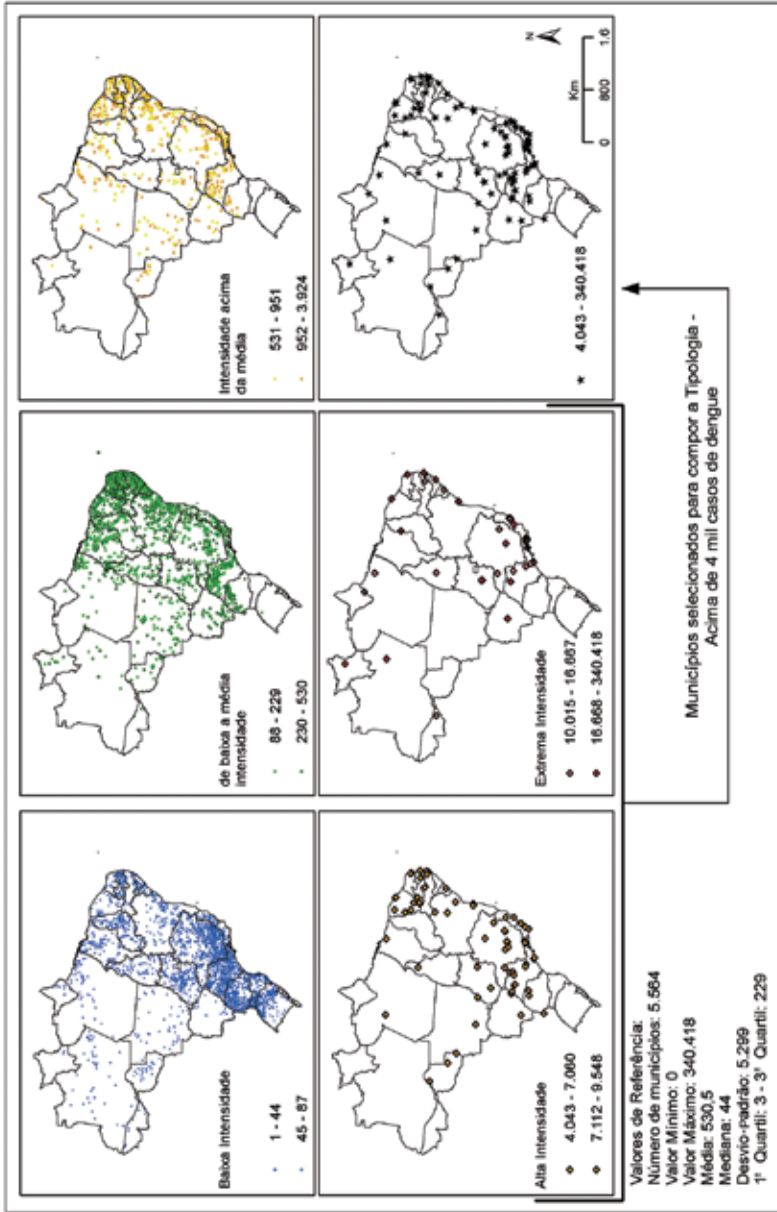 Baixa intensidade
1 - 44
45 - 87
de baixa a média
intensidade
88 - 229
230 - 530
Intensidade acima
da média
531 - 951
952 - 3.924
Alta Intensidade
4.043 - 7.060
7.112 - 9.548
Extrema Intensidade
10.015 - 16.667
16.668 - 340.418
4.043 - 340.418
N
Km
0 800 1.6
Valores de Referência:
Número de municípios: 5.564
Valor Mínimo: 0
Valor Máximo: 340.418
Média: 530,5
Mediana: 44
Desvio-padrão: 5.299
1º Quartil: 3 - 3º Quartil: 229
Municípios selecionados para compor a Tipologia -
Acima de 4 mil casos de dengue